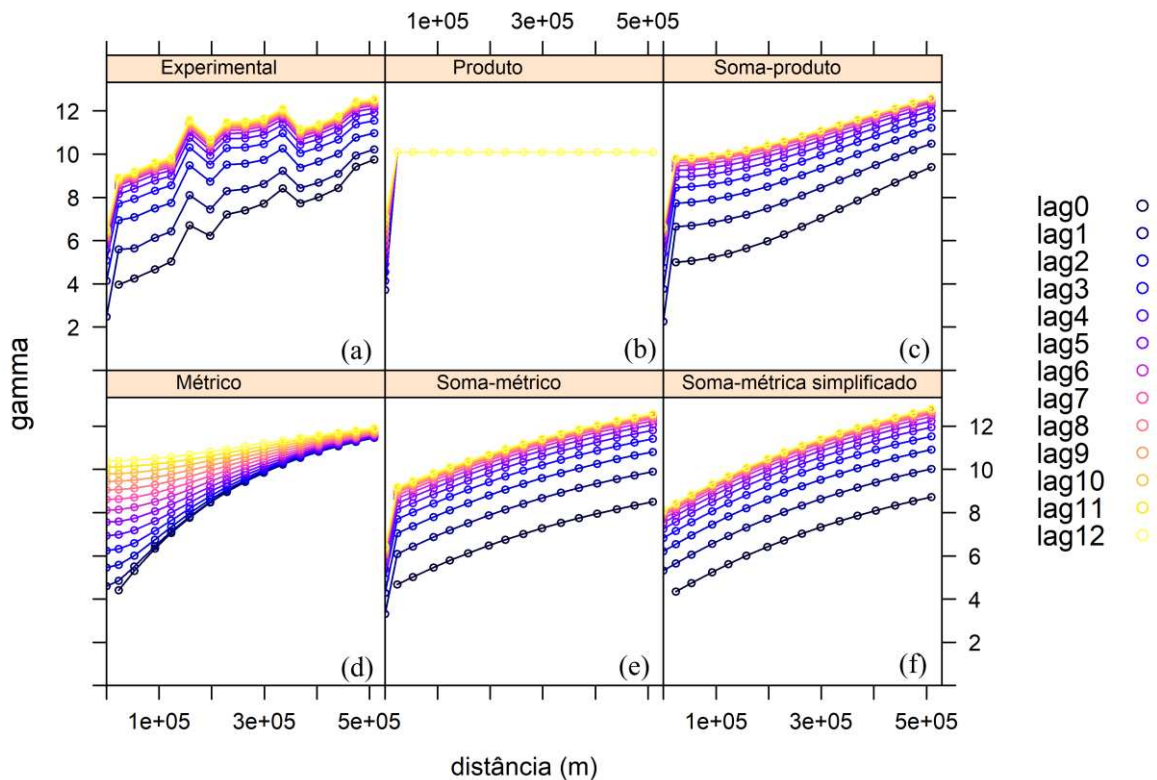 1e+05 3e+05 5e+05
Experimental Produto Soma-produto
12
10
8
6
4
2
(a) (b) (c)
gamma
Métrico Soma-métrico Soma-métrica simplificado
12
10
8
6
4
2
(d) (e) (f)
1e+05 3e+05 5e+05 1e+05 3e+05 5e+05
distância (m)
lag0
lag1
lag2
lag3
lag4
lag5
lag6
lag7
lag8
lag9
lag10
lag11
lag12